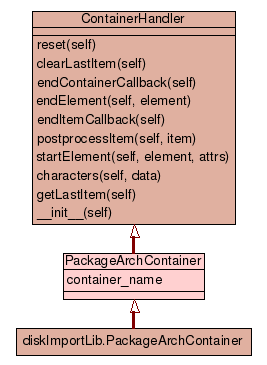 ContainerHandler
reset(self)
clearLastItem(self)
endContainerCallback(self)
endElement(self, element)
endItemCallback(self)
postprocessItem(self, item)
startElement(self, element, attrs)
characters(self, data)
getLastItem(self)
__init__(self)
PackageArchContainer
container_name
diskImportLib.PackageArchContainer